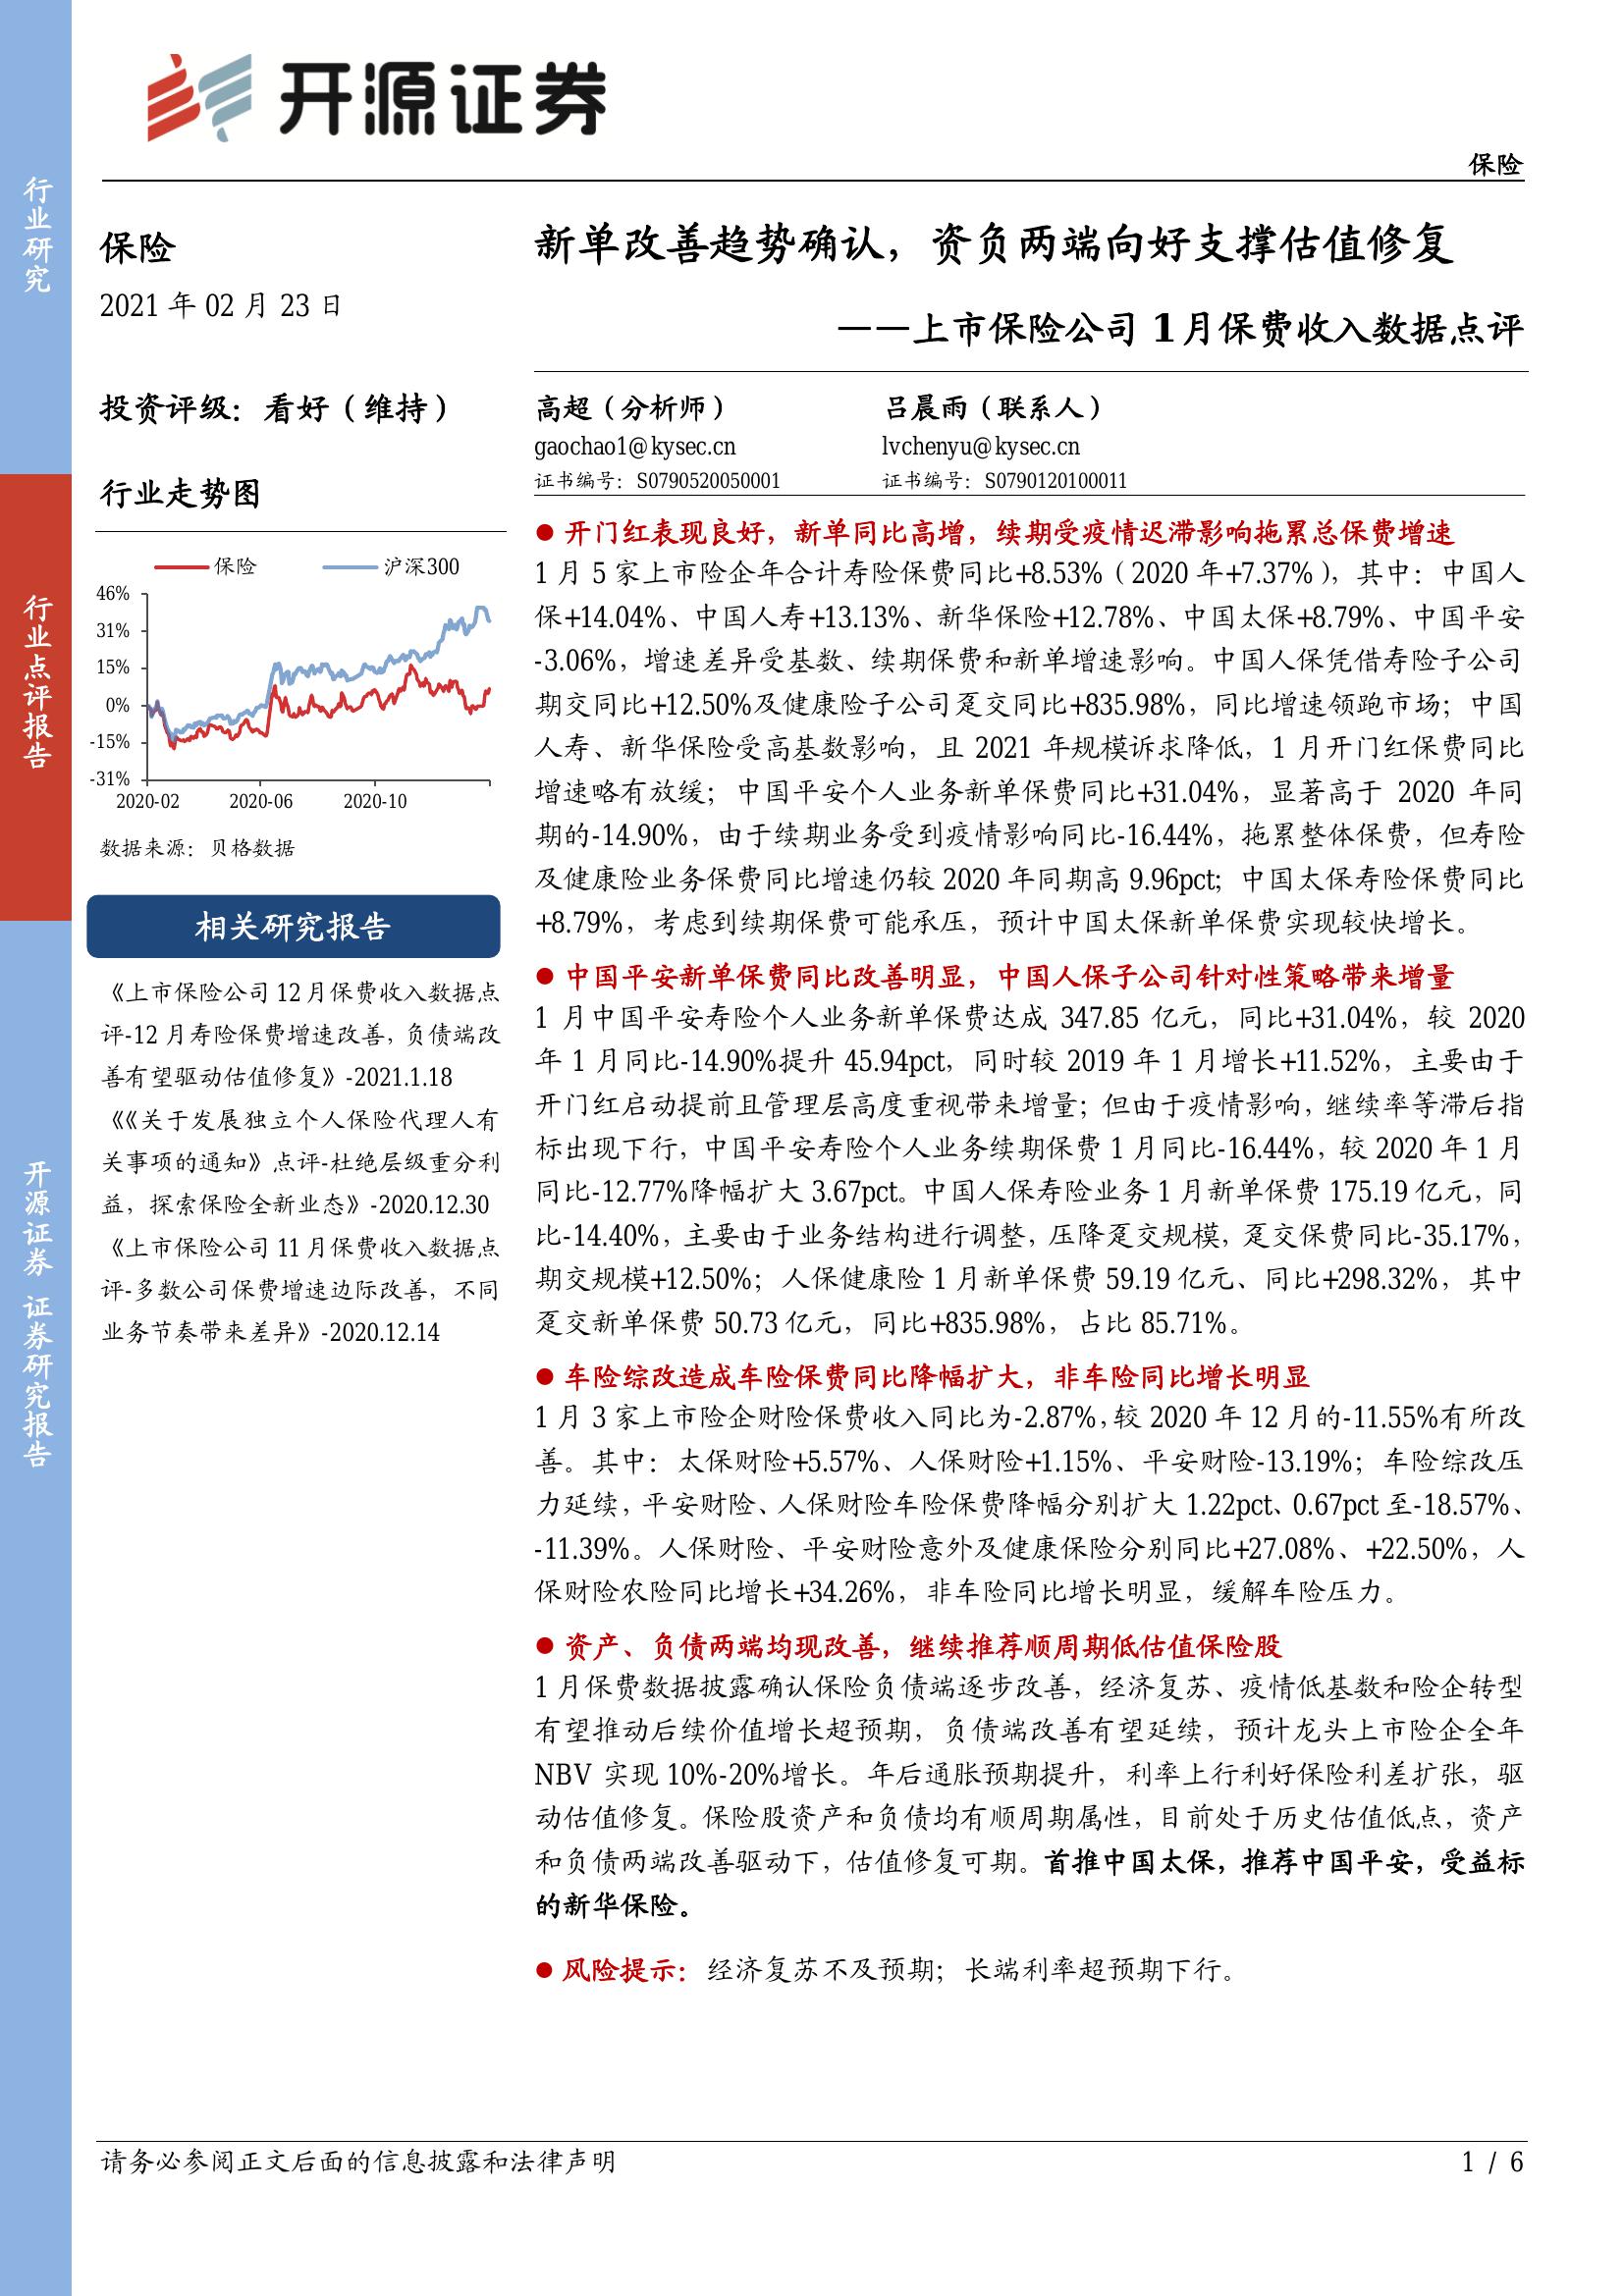 开源证券
保险
行业研究
行业点评报告
开源证券 证券研究报告
保险
2021 年 02 月 23 日
投资评级：看好（维持）
行业走势图
保险 沪深300
46%
31%
15%
0%
-15%
-31%
2020-02 2020-06 2020-10
数据来源：贝格数据
相关研究报告
《上市保险公司 12 月保费收入数据点
评-12 月寿险保费增速改善，负债端改
善有望驱动估值修复》-2021.1.18
《《关于发展独立个人保险代理人有
关事项的通知》点评-杜绝层级重分利
益，探索保险全新业态》-2020.12.30
《上市保险公司 11 月保费收入数据点
评-多数公司保费增速边际改善，不同
业务节奏带来差异》-2020.12.14
新单改善趋势确认，资负两端向好支撑估值修复
——上市保险公司 1 月保费收入数据点评
高超（分析师） 吕晨雨（联系人）
gaochao1@kysec.cn lvchenyu@kysec.cn
证书编号：S0790520050001 证书编号：S0790120100011
● 开门红表现良好，新单同比高增，续期受疫情迟滞影响拖累总保费增速
1 月 5 家上市险企年合计寿险保费同比+8.53%（2020 年+7.37%），其中：中国人
保+14.04%、中国人寿+13.13%、新华保险+12.78%、中国太保+8.79%、中国平安
-3.06%，增速差异受基数、续期保费和新单增速影响。中国人保凭借寿险子公司
期交同比+12.50%及健康险子公司趸交同比+835.98%，同比增速领跑市场；中国
人寿、新华保险受高基数影响，且 2021 年规模诉求降低，1 月开门红保费同比
增速略有放缓；中国平安个人业务新单保费同比+31.04%，显著高于 2020 年同
期的-14.90%，由于续期业务受到疫情影响同比-16.44%，拖累整体保费，但寿险
及健康险业务保费同比增速仍较 2020 年同期高 9.96pct；中国太保寿险保费同比
+8.79%，考虑到续期保费可能承压，预计中国太保新单保费实现较快增长。
● 中国平安新单保费同比改善明显，中国人保子公司针对性策略带来增量
1 月中国平安寿险个人业务新单保费达成 347.85 亿元，同比+31.04%，较 2020
年 1 月同比-14.90%提升 45.94pct，同时较 2019 年 1 月增长+11.52%，主要由于
开门红启动提前且管理层高度重视带来增量；但由于疫情影响，继续率等滞后指
标出现下行，中国平安寿险个人业务续期保费 1 月同比-16.44%，较 2020 年 1 月
同比-12.77%降幅扩大 3.67pct。中国人保寿险业务 1 月新单保费 175.19 亿元，同
比-14.40%，主要由于业务结构进行调整，压降趸交规模，趸交保费同比-35.17%，
期交规模+12.50%；人保健康险 1 月新单保费 59.19 亿元、同比+298.32%，其中
趸交新单保费 50.73 亿元，同比+835.98%，占比 85.71%。
● 车险综改造成车险保费同比降幅扩大，非车险同比增长明显
1 月 3 家上市险企财险保费收入同比为-2.87%，较 2020 年 12 月的-11.55%有所改
善。其中：太保财险+5.57%、人保财险+1.15%、平安财险-13.19%；车险综改压
力延续，平安财险、人保财险车险保费降幅分别扩大 1.22pct、0.67pct 至-18.57%、
-11.39%。人保财险、平安财险意外及健康保险分别同比+27.08%、+22.50%，人
保财险农险同比增长+34.26%，非车险同比增长明显，缓解车险压力。
● 资产、负债两端均现改善，继续推荐顺周期低估值保险股
1 月保费数据披露确认保险负债端逐步改善，经济复苏、疫情低基数和险企转型
有望推动后续价值增长超预期，负债端改善有望延续，预计龙头上市险企全年
NBV 实现 10%-20%增长。年后通胀预期提升，利率上行利好保险利差扩张，驱
动估值修复。保险股资产和负债均有顺周期属性，目前处于历史估值低点，资产
和负债两端改善驱动下，估值修复可期。首推中国太保，推荐中国平安，受益标
的新华保险。
● 风险提示：经济复苏不及预期；长端利率超预期下行。
请务必参阅正文后面的信息披露和法律声明 1 / 6